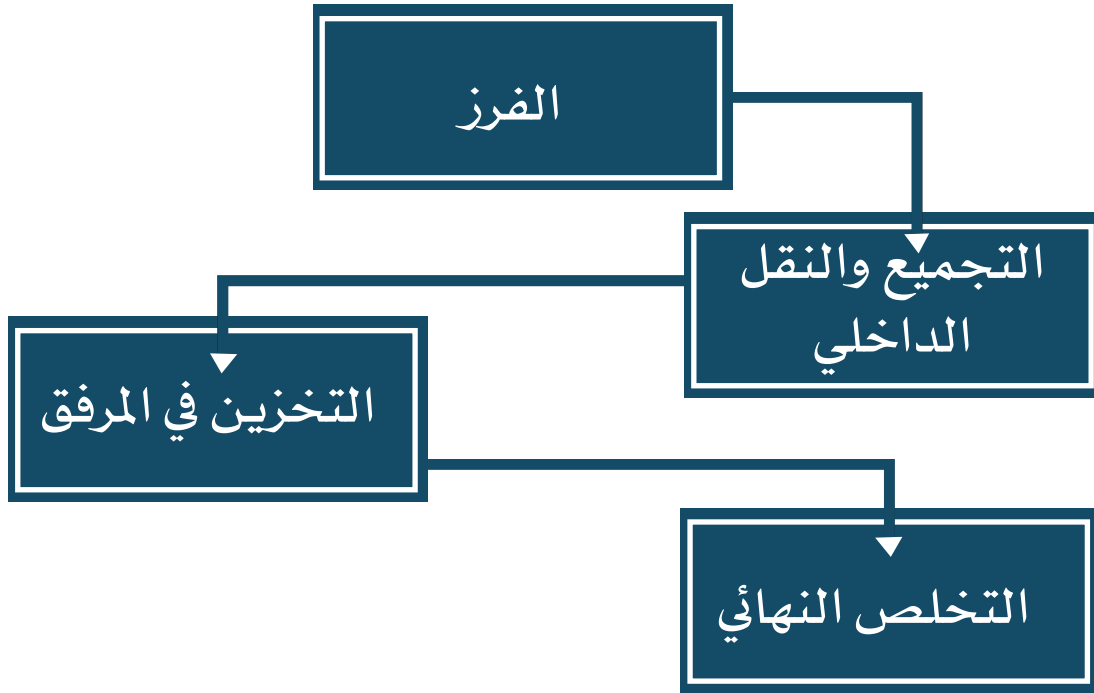 الفرز
التجميع والنقل
الداخلي
التخزين في المرفق
التخلص النهائي